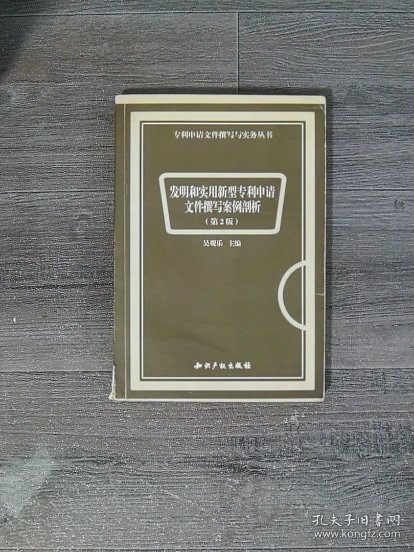 专利申请文件撰写与实务丛书
发明和实用新型专利申请
文件撰写案例剖析
(第2版)
吴观乐 主编
知识产权出版社
孔夫子旧书网
www.kongfz.com